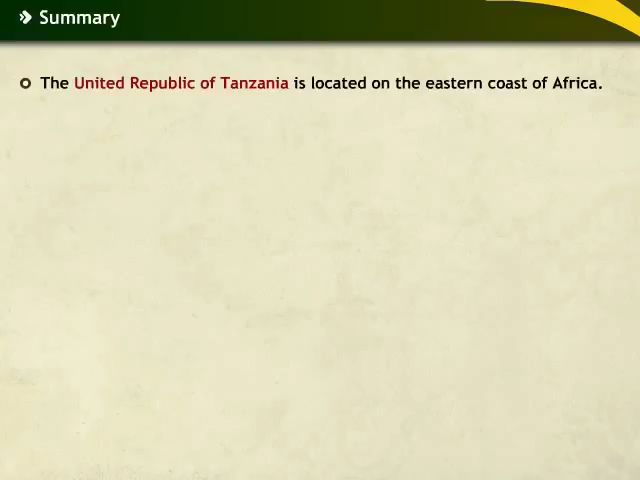 Summary
The United Republic of Tanzania is located on the eastern coast of Africa.